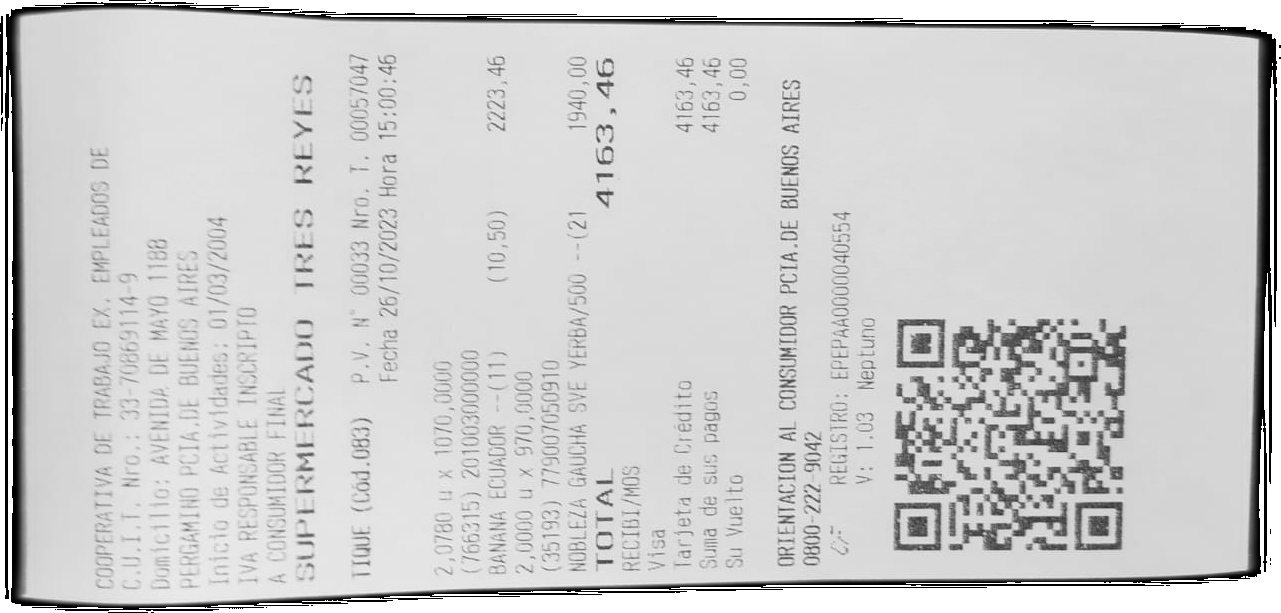 COOPERATIVA DE TRABAJO EX. EMPLEADOS DE
C.U.I.T. Nro.: 33-70869114-9
Domicilio: AVENIDA DE MAYO 1188
PERGAMINO PCIA.DE BUENOS AIRES
Inicio de Actividades: 01/03/2004
IVA RESPONSABLE INSCRIPTO
A CONSUMIDOR FINAL
SUPERMERCADO TRES REYES
TIQUE (Cód.083) P.V. N° 00033 Nro. T. 00057047
Fecha 26/10/2023 Hora 15:00:46
2,0780 u x 1070,0000
(766315) 201003000000
BANANA ECUADOR --(11) (10,50) 2223,46
2,0000 u x 970,0000
(35193) 7790070509​10
NOBLEZA GAUCHA SVE YERBA/500 --(21 1940,00
TOTAL 4163,46
RECIBI/MOS
Visa
Tarjeta de Crédito 4163,46
Suma de sus pagos 4163,46
Su Vuelto 0,00
ORIENTACION AL CONSUMIDOR PCIA.DE BUENOS AIRES
0800-222-9042
CF REGISTRO: EPEPAA0000040554
V: 1.03 Neptuno